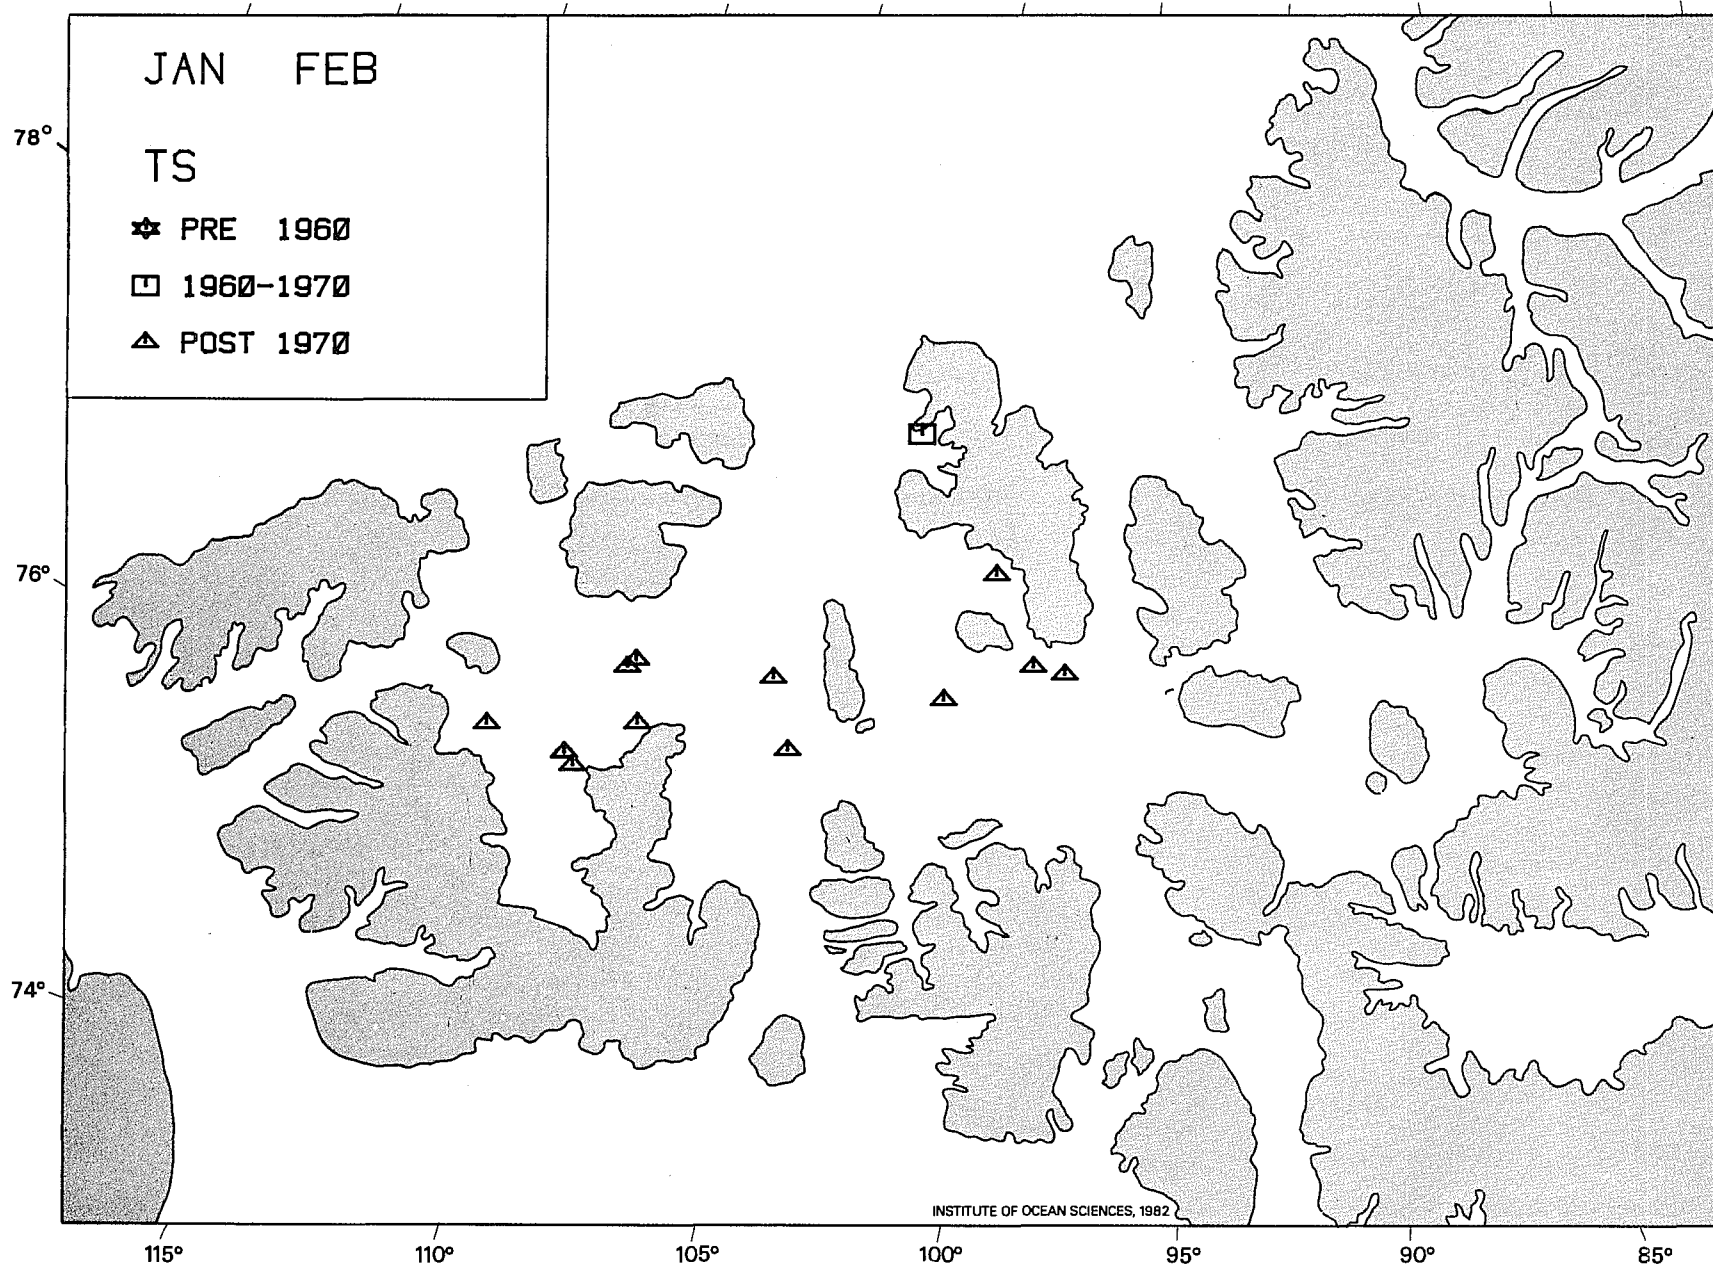 JAN FEB
TS
PRE 1960
1960-1970
POST 1970
78°
76°
74°
INSTITUTE OF OCEAN SCIENCES, 1982
115° 110° 105° 100° 95° 90° 85°